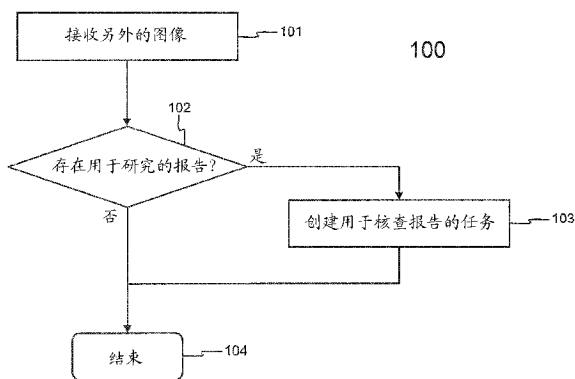 接收另外的图像
101
100
102
存在用于研究的报告?
是
否
创建用于核查报告的任务
103
结束
104